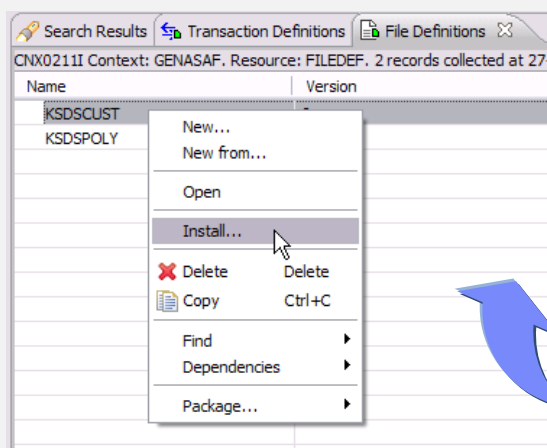 Search Results Transaction Definitions File Definitions
CNX0211I Context: GENASAF. Resource: FILEDEF. 2 records collected at 27-
Name Version
KSDSCUST
KSDSPOLY
New...
New from...
Open
Install...
Delete Delete
Copy Ctrl+C
Find
Dependencies
Package...